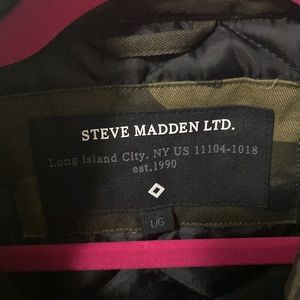 STEVE MADDEN LTD.
Long Island City. NY US 11104-1018
est.1990
L/G